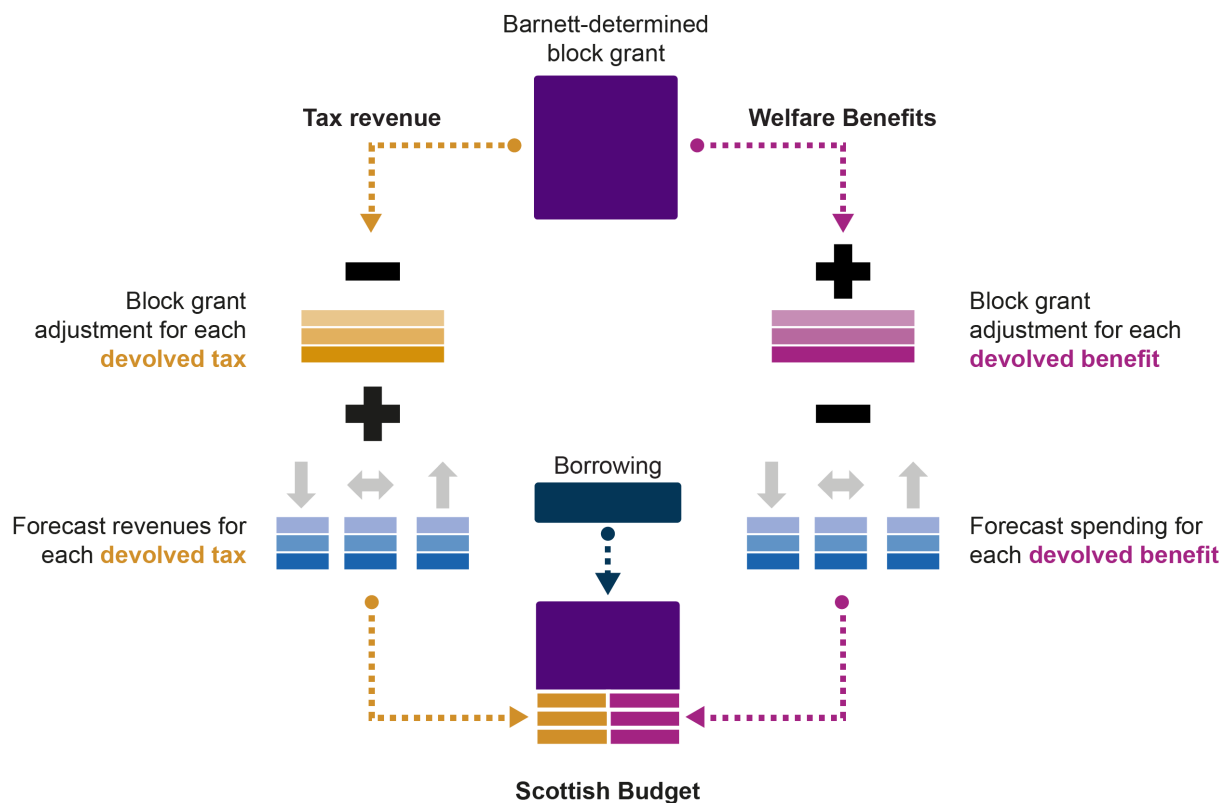 Barnett-determined
block grant
Tax revenue
Welfare Benefits
Block grant
adjustment for each
devolved tax
Block grant
adjustment for each
devolved benefit
Borrowing
Forecast revenues for
each devolved tax
Forecast spending for
each devolved benefit
Scottish Budget